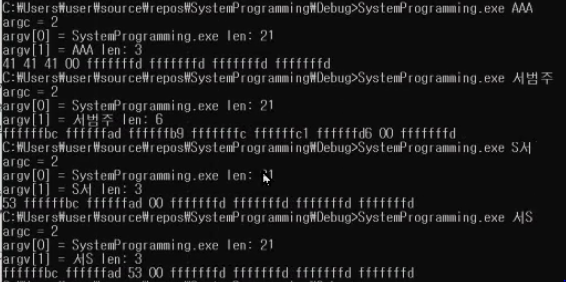 C:₩Users₩user₩source₩repos₩SystemProgramming₩Debug>SystemProgramming.exe AAA
argc = 2
argv[0] = SystemProgramming.exe len: 21
argv[1] = AAA len: 3
41 41 41 00 fffffffd fffffffd fffffffd fffffffd
C:₩Users₩user₩source₩repos₩SystemProgramming₩Debug>SystemProgramming.exe 서범주
argc = 2
argv[0] = SystemProgramming.exe len: 21
argv[1] = 서범주 len: 6
ffffffbc ffffffad ffffffb9 fffffffc ffffffc1 ffffffd6 00 fffffffd
C:₩Users₩user₩source₩repos₩SystemProgramming₩Debug>SystemProgramming.exe S서
argc = 2
argv[0] = SystemProgramming.exe len: 21
argv[1] = S서 len: 3
53 ffffffbc ffffffad 00 fffffffd fffffffd fffffffd fffffffd
C:₩Users₩user₩source₩repos₩SystemProgramming₩Debug>SystemProgramming.exe 서S
argc = 2
argv[0] = SystemProgramming.exe len: 21
argv[1] = 서S len: 3
ffffffbc ffffffad 53 00 fffffffd fffffffd fffffffd fffffffd